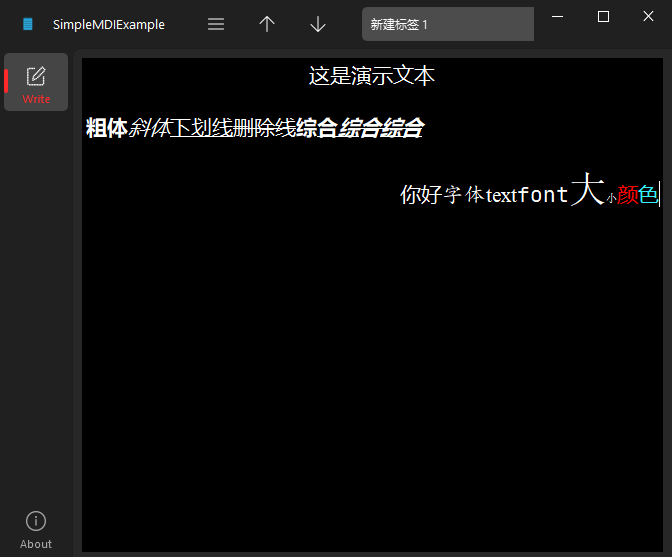 SimpleMDIExample
新建标签 1
Write
这是演示文本
粗体斜体下划线删除线综合综合综合
你好字体textfont大小颜色
About